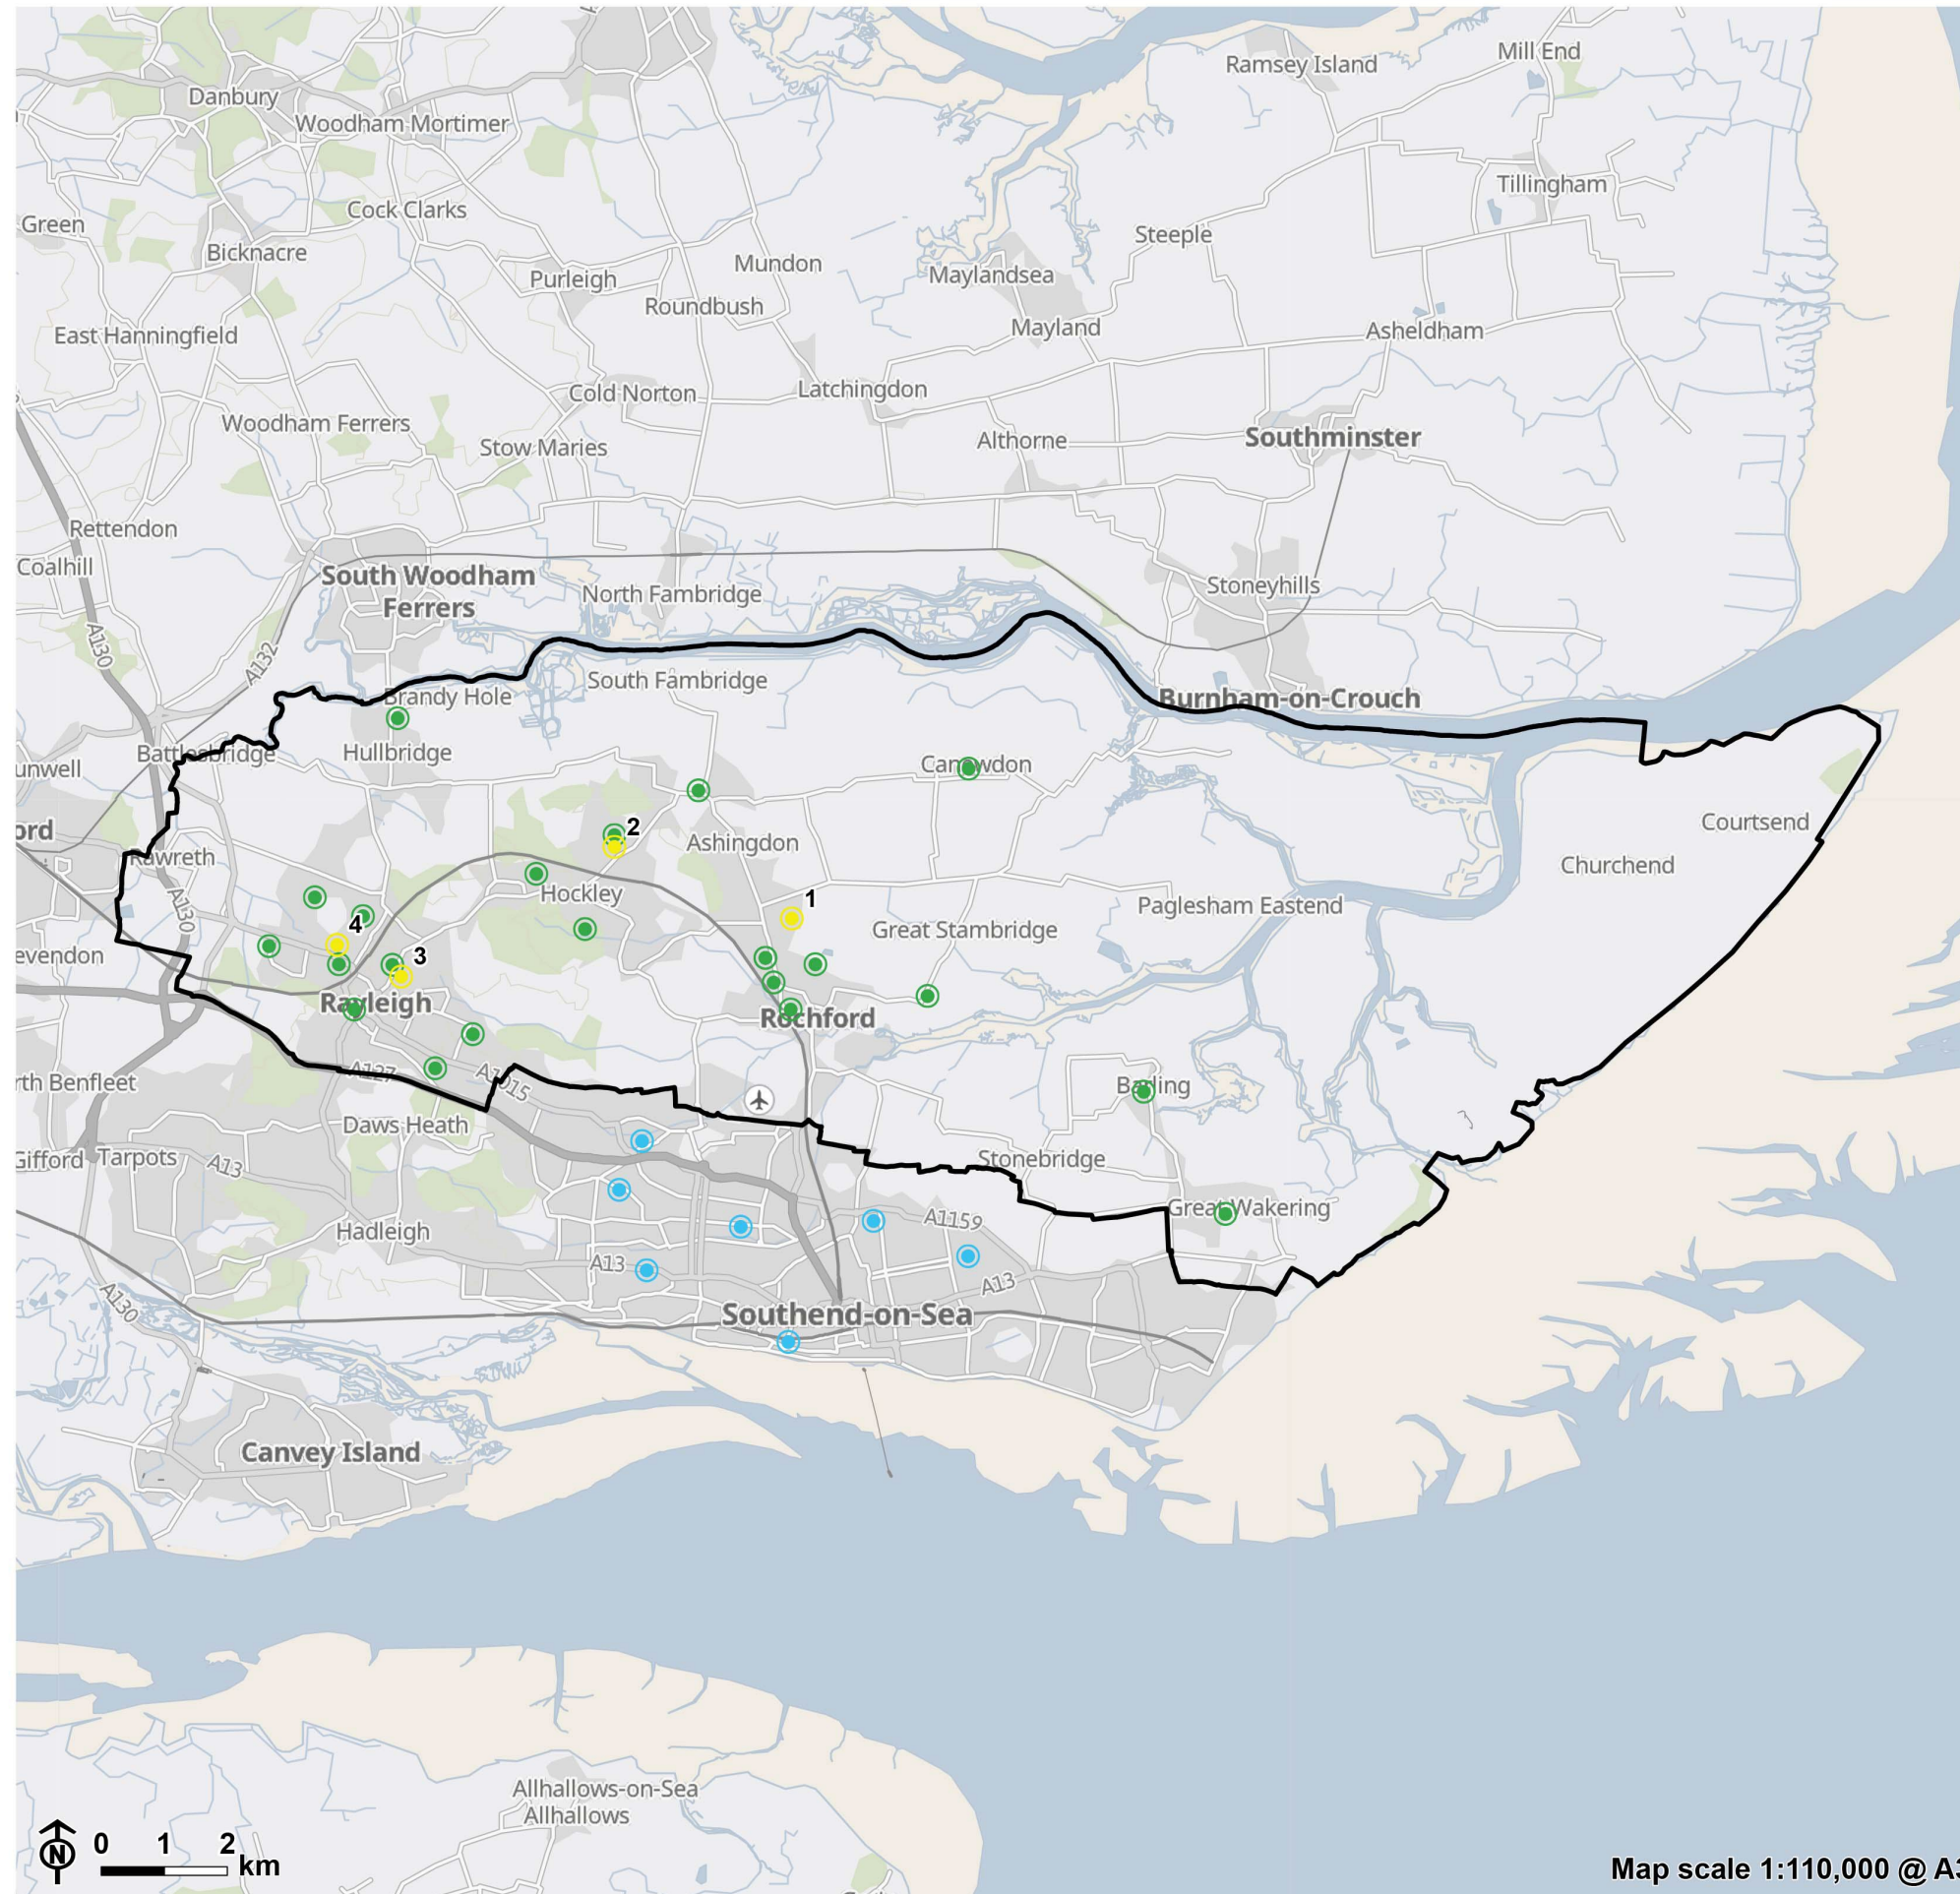 Ramsey Island
Mill End
Danbury
Woodham Mortimer
Tillingham
Cock Clarks
Green
Steeple
Bicknacre
Mundon
Maylandsea
Purleigh
Roundbush
Mayland
Asheldham
East Hanningfield
Cold Norton
Latchingdon
Woodham Ferrers
Southminster
Althorne
Stow Maries
Rettendon
Coalhill
South Woodham
Ferrers
Stoneyhills
North Fambridge
A130
A132
South Fambridge
Brandy Hole
Burnham-on-Crouch
Battlesbridge
Hullbridge
Canewdon
unwell
Courtsend
ord
2
Ashingdon
Rawreth
Churchend
Hockley
1
A130
Paglesham Eastend
4
Great Stambridge
evendon
3
Rayleigh
Rochford
A127
A1015
rth Benfleet
Barling
Daws Heath
Gifford
Tarpots
A13
Stonebridge
Great Wakering
A1159
Hadleigh
A13
A13
A130
Southend-on-Sea
Canvey Island
Allhallows-on-Sea
Allhallows
N
0 1 2
km
Map scale 1:110,000 @ A3